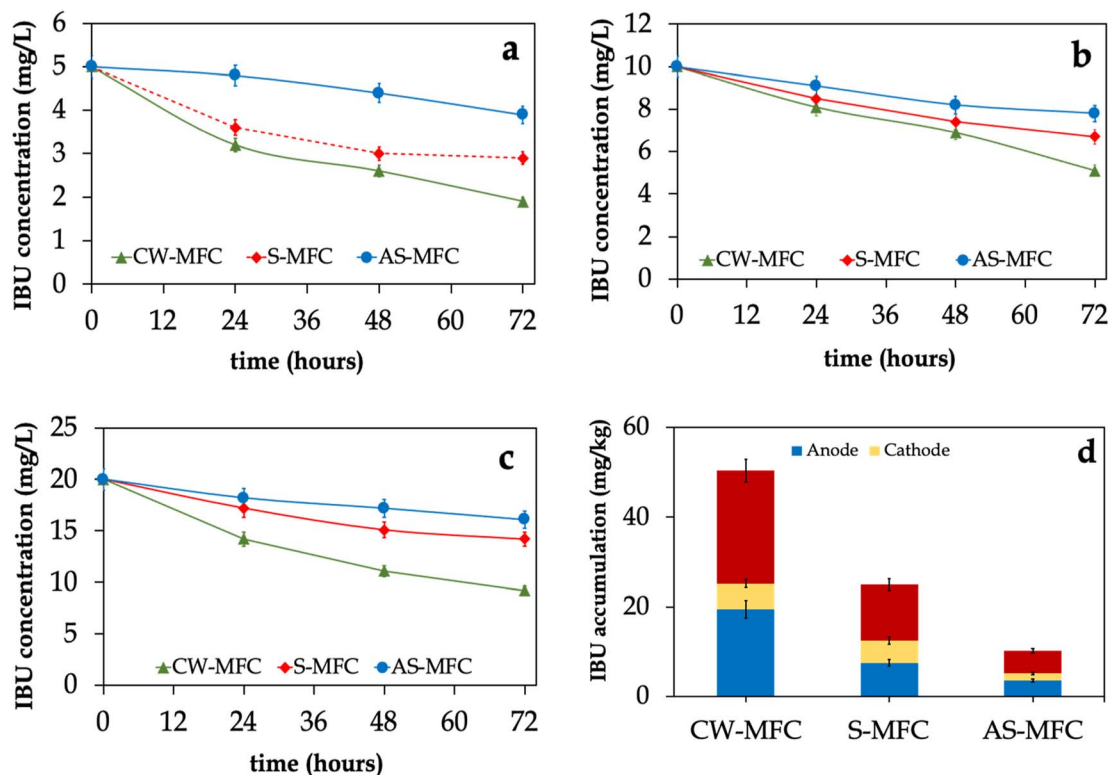 a
6
5
4
3
2
1
0
IBU concentration (mg/L)
CW-MFC S-MFC AS-MFC
0 12 24 36 48 60 72
time (hours)
b
12
10
8
6
4
2
0
IBU concentration (mg/L)
CW-MFC S-MFC AS-MFC
0 12 24 36 48 60 72
time (hours)
c
25
20
15
10
5
0
IBU concentration (mg/L)
CW-MFC S-MFC AS-MFC
0 12 24 36 48 60 72
time (hours)
d
60
40
20
0
IBU accumulation (mg/kg)
Anode Cathode
CW-MFC S-MFC AS-MFC